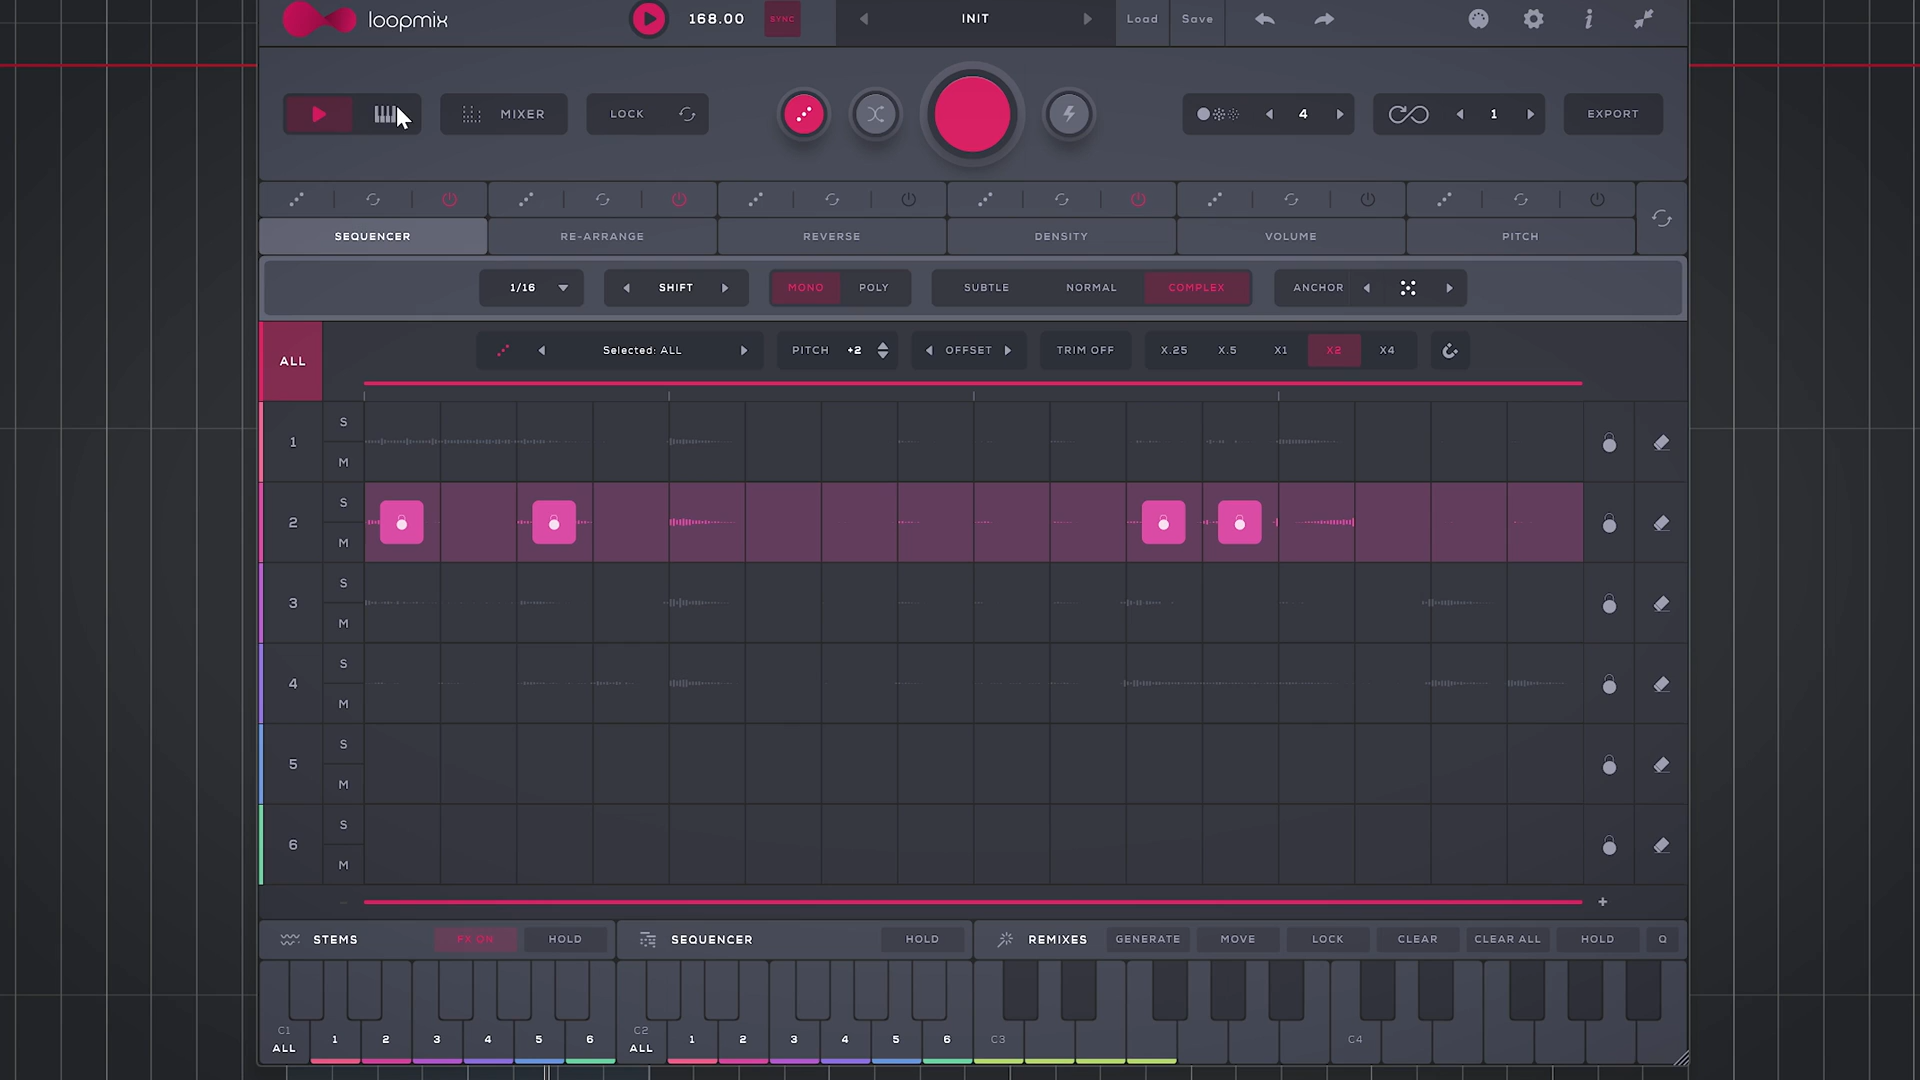 loopmix 168.00 SYNC INIT Load Save i
MIXER LOCK 4 1 EXPORT
SEQUENCER RE-ARRANGE REVERSE DENSITY VOLUME PITCH
1/16 SHIFT MONO POLY SUBTLE NORMAL COMPLEX ANCHOR
ALL Selected: ALL PITCH +2 OFFSET TRIM OFF X.25 X.5 X1 X2 X4
S
1
M
S
2
M
S
3
M
S
4
M
S
5
M
S
6
M
STEMS FX ON HOLD SEQUENCER HOLD REMIXES GENERATE MOVE LOCK CLEAR CLEAR ALL HOLD Q
C1 C2 C3 C4
ALL 1 2 3 4 5 6 ALL 1 2 3 4 5 6